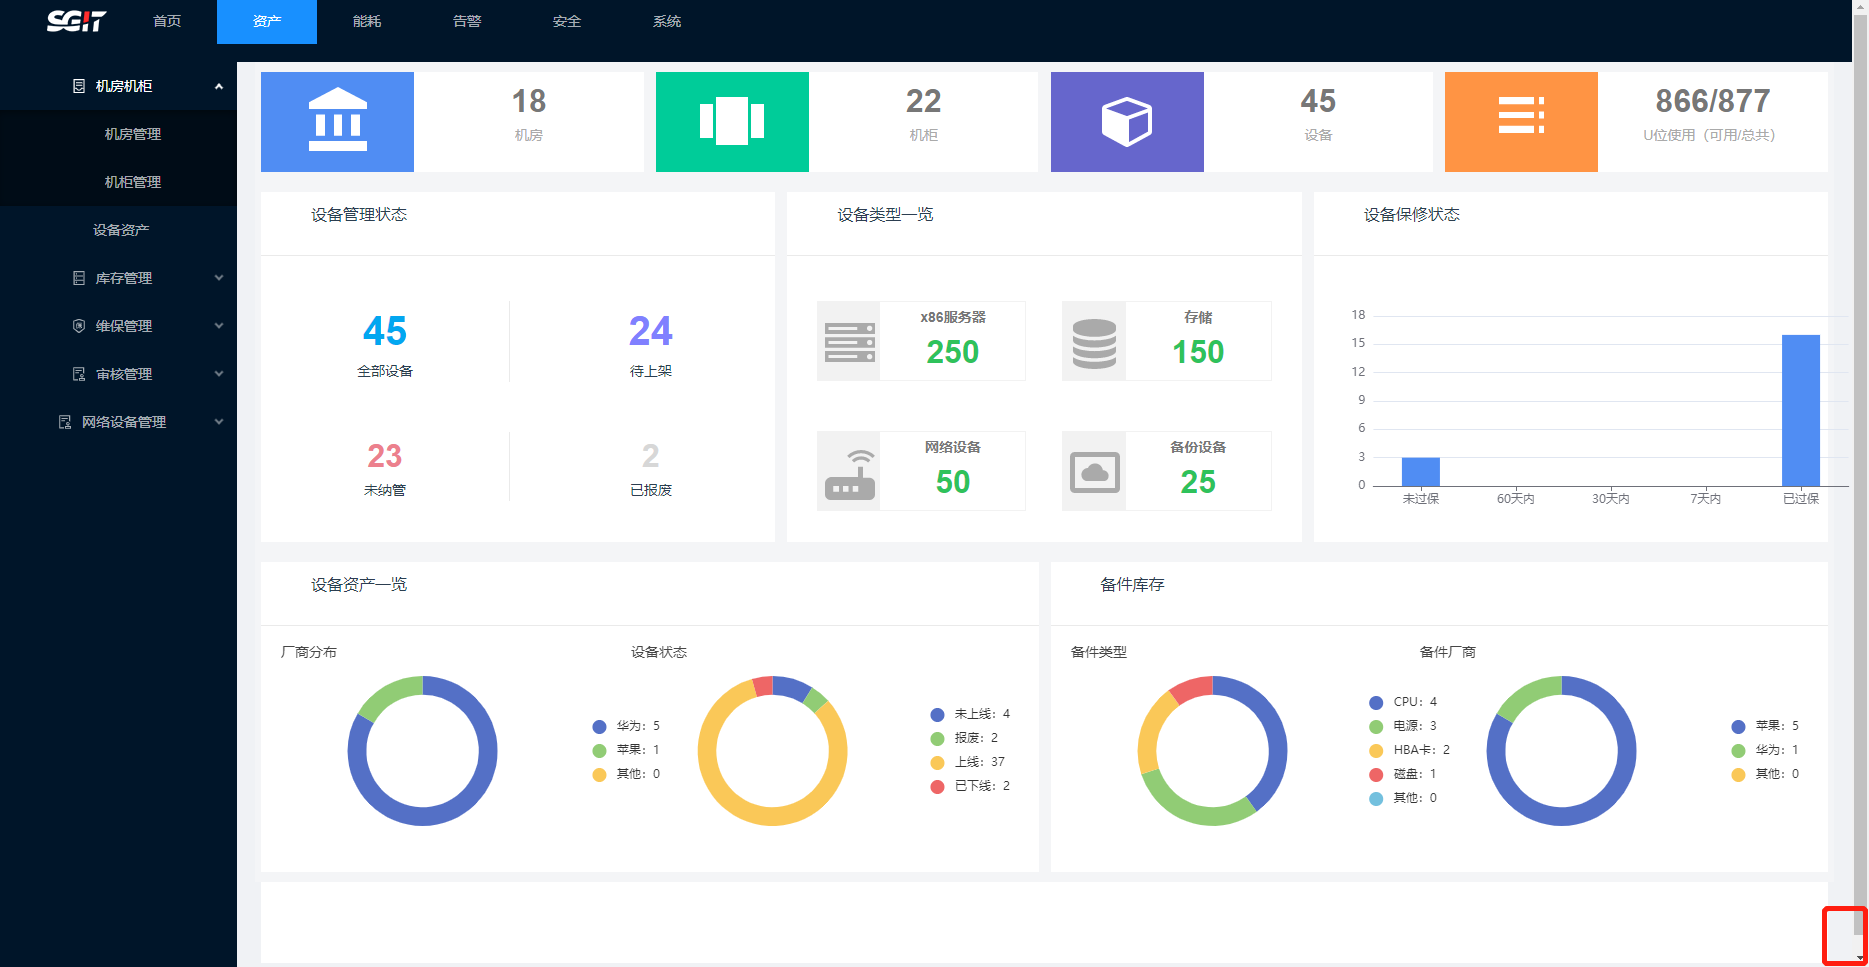 SGIT 首页 资产 能耗 告警 安全 系统
机房机柜
机房管理
机柜管理
设备资产
库存管理
维保管理
审核管理
网络设备管理
18
机房
22
机柜
45
设备
866/877
U位使用（可用/总共）
设备管理状态
45
全部设备
24
待上架
23
未纳管
2
已报废
设备类型一览
x86服务器
250
存储
150
网络设备
50
备份设备
25
设备保修状态
18
15
12
9
6
3
0
未过保 60天内 30天内 7天内 已过保
设备资产一览
厂商分布
华为：5
苹果：1
其他：0
设备状态
未上线：4
报废：2
上线：37
已下线：2
备件库存
备件类型
CPU：4
电源：3
HBA卡：2
磁盘：1
其他：0
备件厂商
苹果：5
华为：1
其他：0